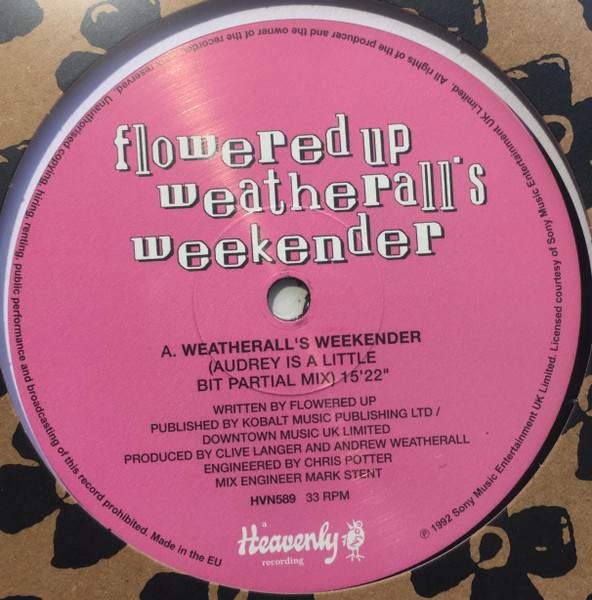 flowered up
weatherall's
weekender
A. WEATHERALL'S WEEKENDER
(AUDREY IS A LITTLE
BIT PARTIAL MIX) 15'22"
WRITTEN BY FLOWERED UP
PUBLISHED BY KOBALT MUSIC PUBLISHING LTD /
DOWNTOWN MUSIC UK LIMITED
PRODUCED BY CLIVE LANGER AND ANDREW WEATHERALL
ENGINEERED BY CHRIS POTTER
MIX ENGINEER MARK STENT
HVN589 33 RPM
a
Heavenly
recording
℗ 1992 Sony Music Entertainment UK Limited. Licensed courtesy of Sony Music Entertainment UK Limited. All rights of the producer and the owner of the recorded work reserved. Unauthorised copying, hiring, renting, public performance and broadcasting of this record prohibited. Made in the EU